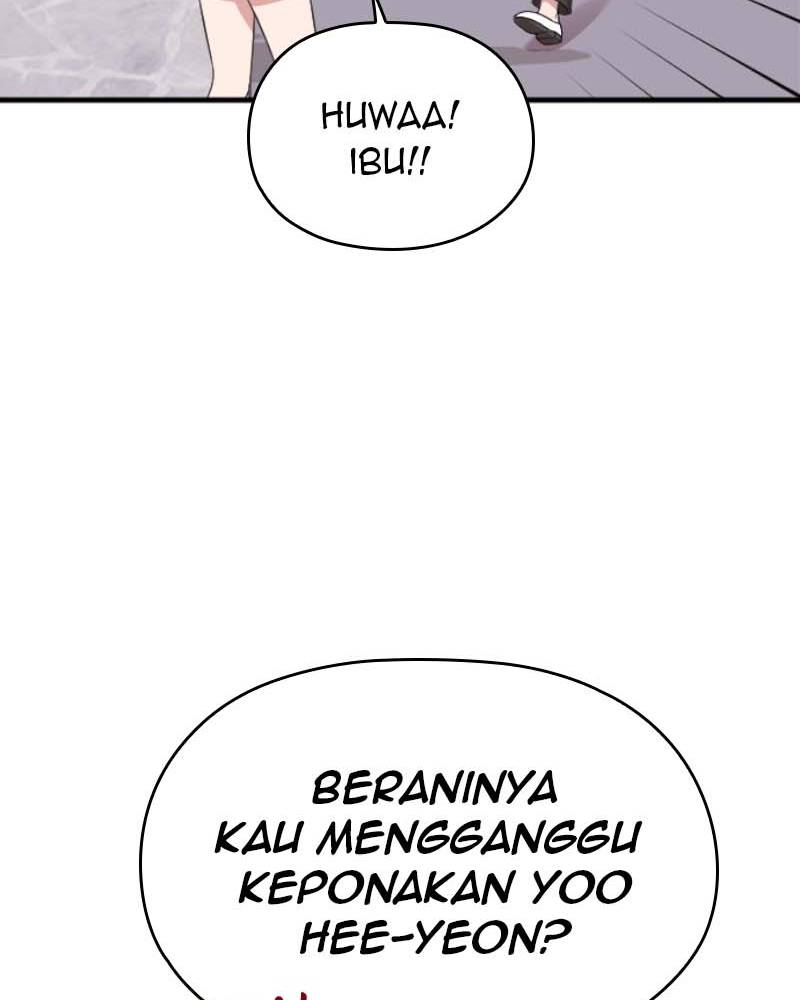 HUWAA!
IBU!!
BERANINYA
KAU MENGGANGGU
KEPONAKAN YOO
HEE-YEON?